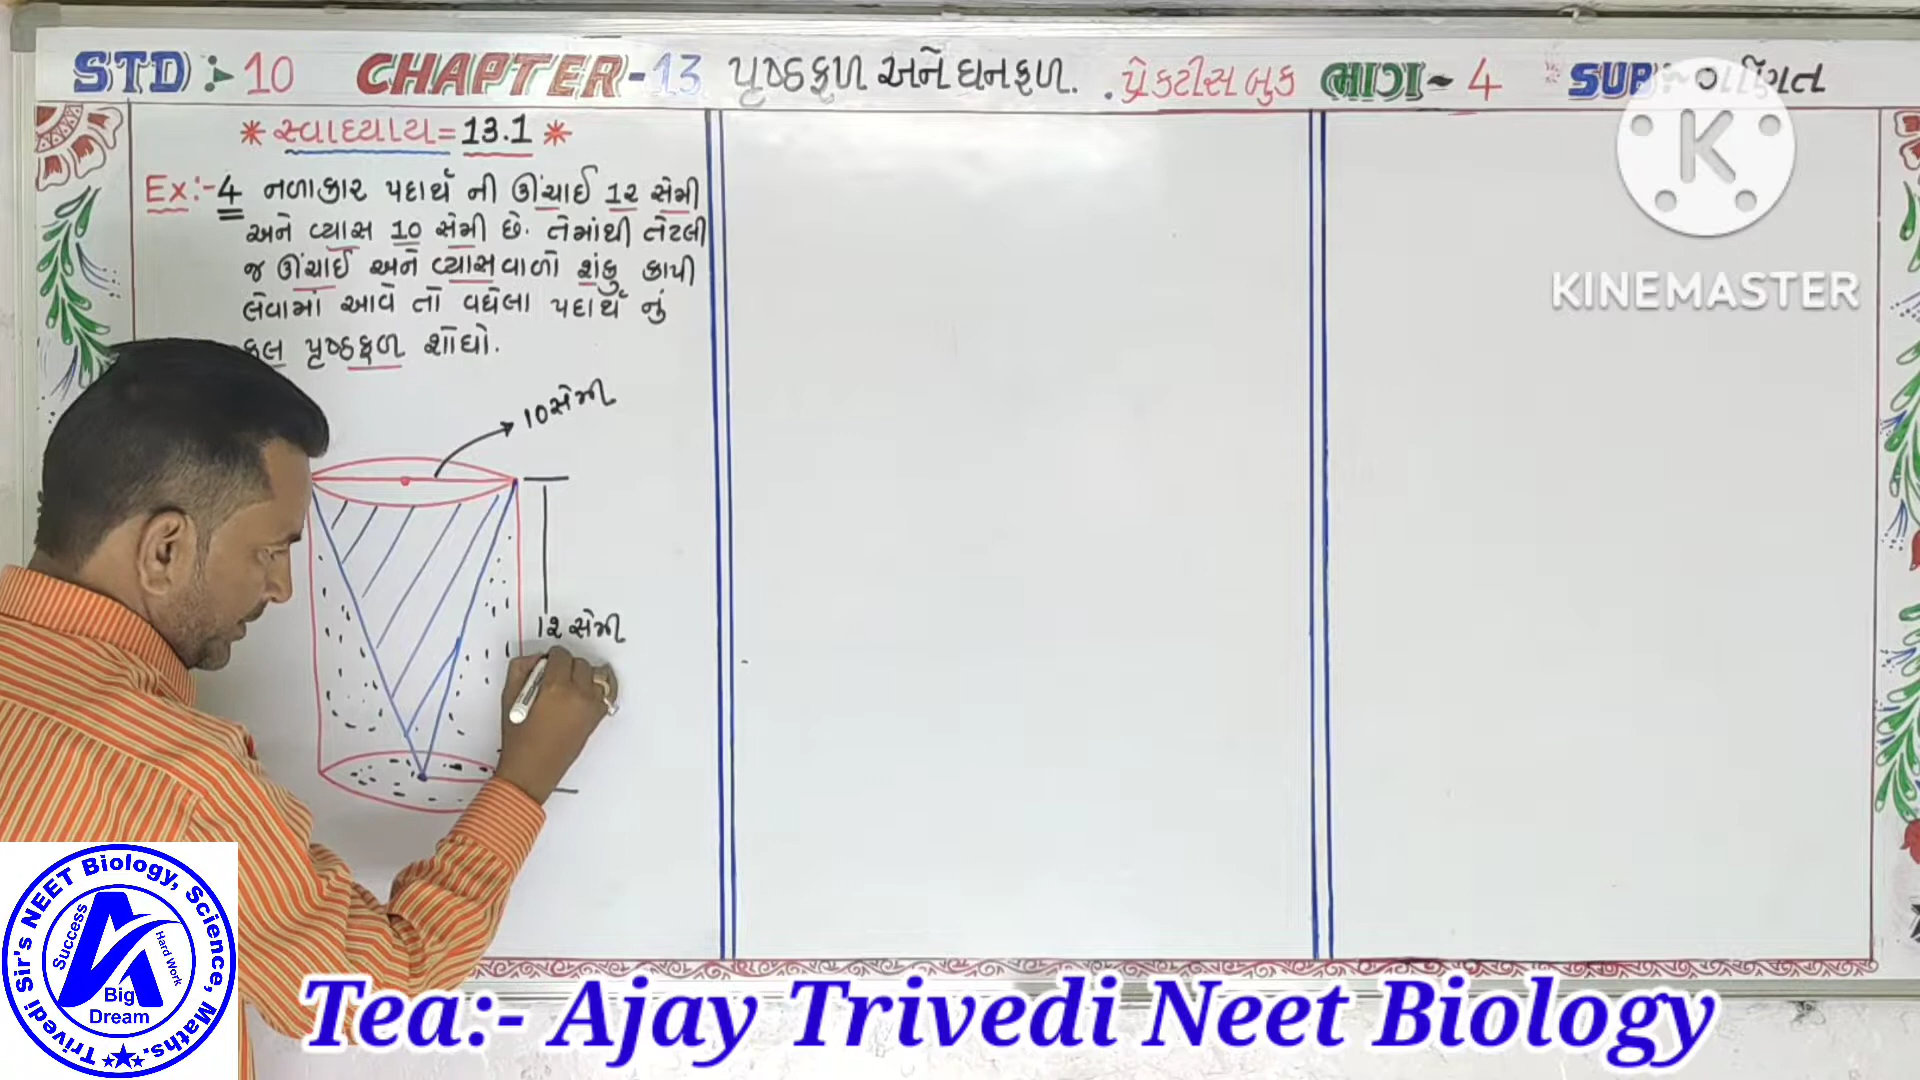 STD :- 10 CHAPTER-13 પૃષ્ઠફળ અને ઘનફળ. પ્રેકટીસ બુક ભાગ - 4 SUB
* સ્વાધ્યાય = 13.1 *
Ex:-4 નળાકાર પદાર્થ ની ઊંચાઈ 12 સેમી
અને વ્યાસ 10 સેમી છે. તેમાંથી તેટલી
જ ઊંચાઈ અને વ્યાસવાળો શંકુ કાપી
લેવામાં આવે તો વધેલા પદાર્થ નું
કુલ પૃષ્ઠફળ શોધો.
10 સેમી
12 સેમી
K
KINEMASTER
Trivedi Sir's NEET Biology, Science, Maths.
Success
Hard Work
A
Big
Dream
Tea:- Ajay Trivedi Neet Biology